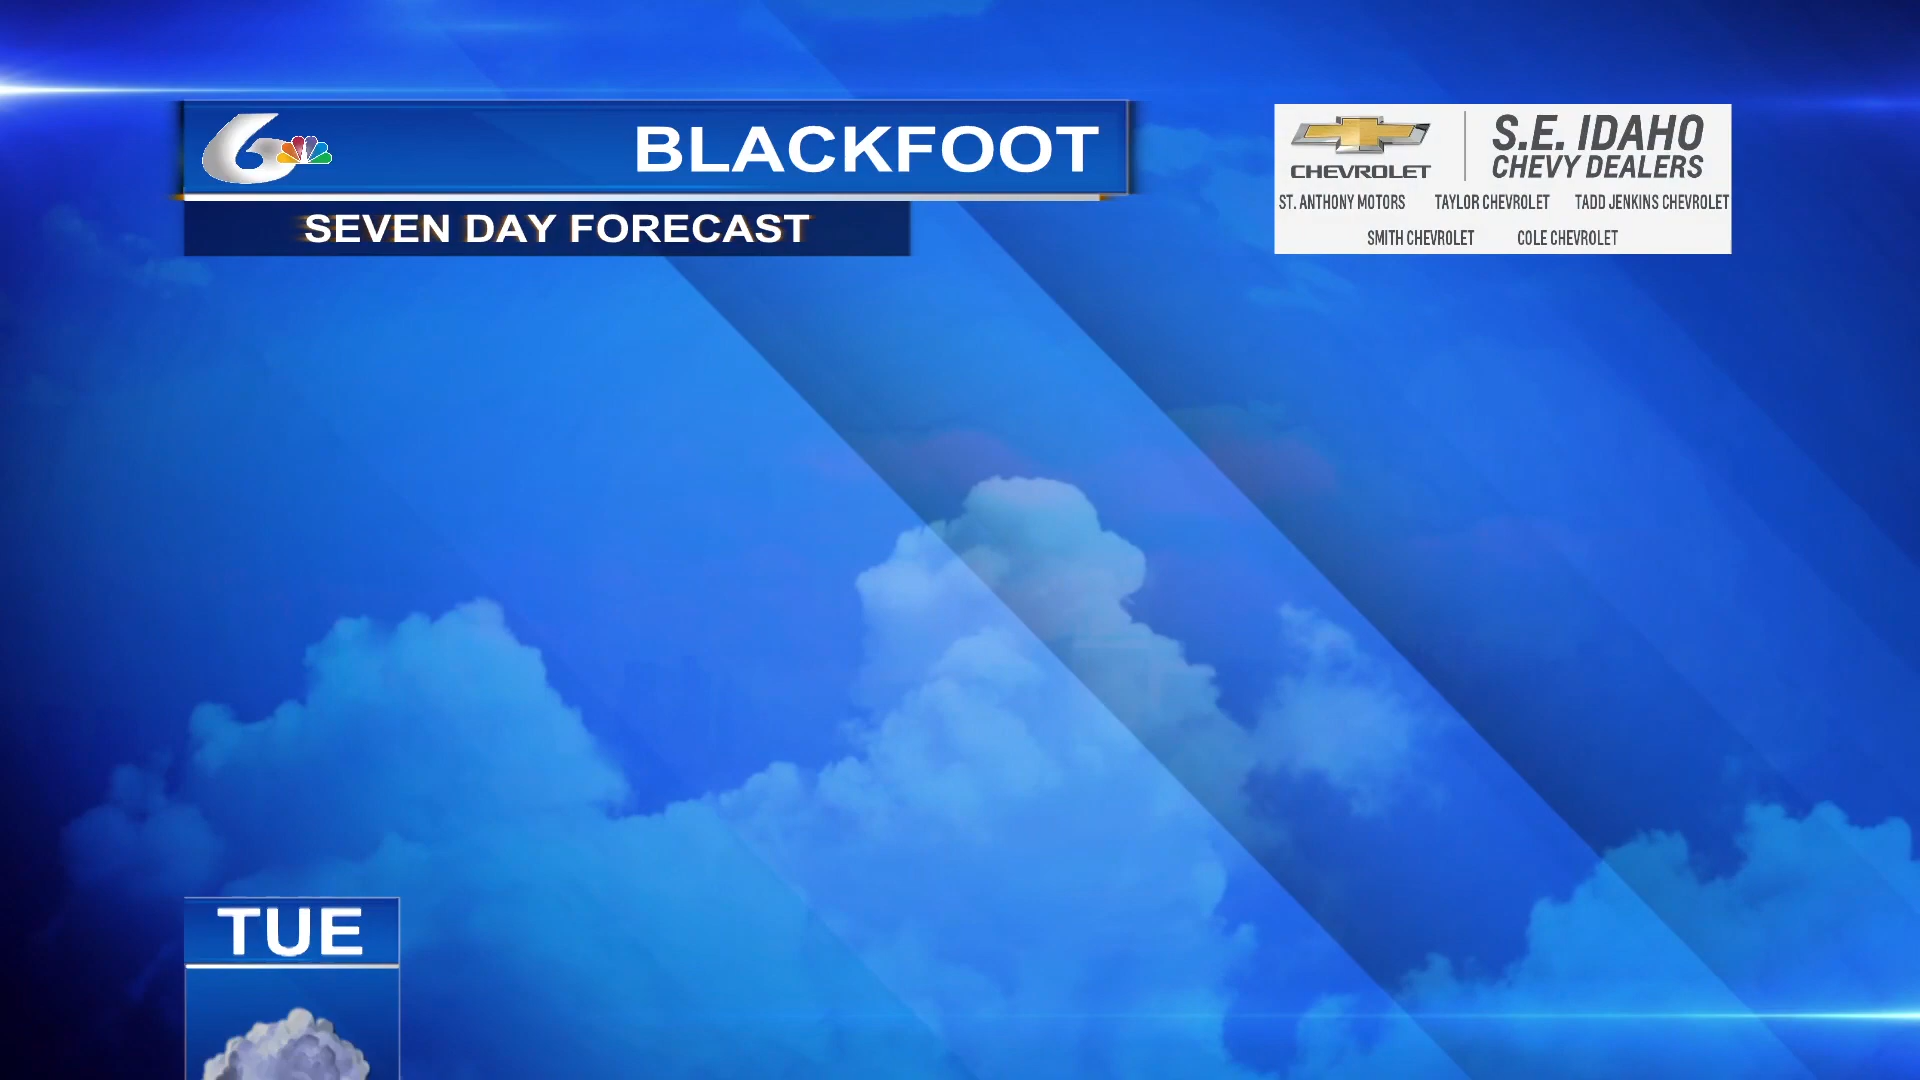 6
BLACKFOOT
SEVEN DAY FORECAST
CHEVROLET
S.E. IDAHO
CHEVY DEALERS
ST. ANTHONY MOTORS TAYLOR CHEVROLET TADD JENKINS CHEVROLET
SMITH CHEVROLET COLE CHEVROLET
TUE